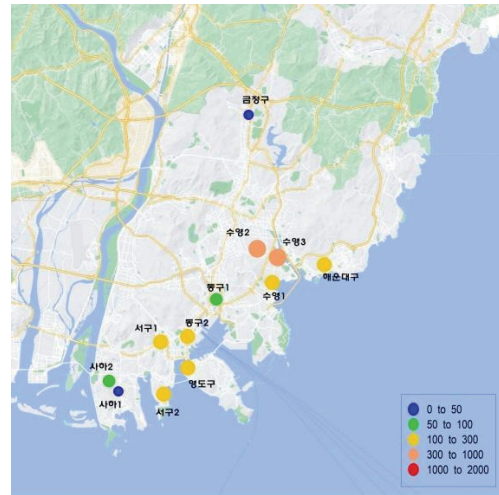 금정구
수영2
수영3
해운대구
수영1
동구1
동구2
서구1
영도구
사하2
사하1
서구2
0 to 50
50 to 100
100 to 300
300 to 1000
1000 to 2000